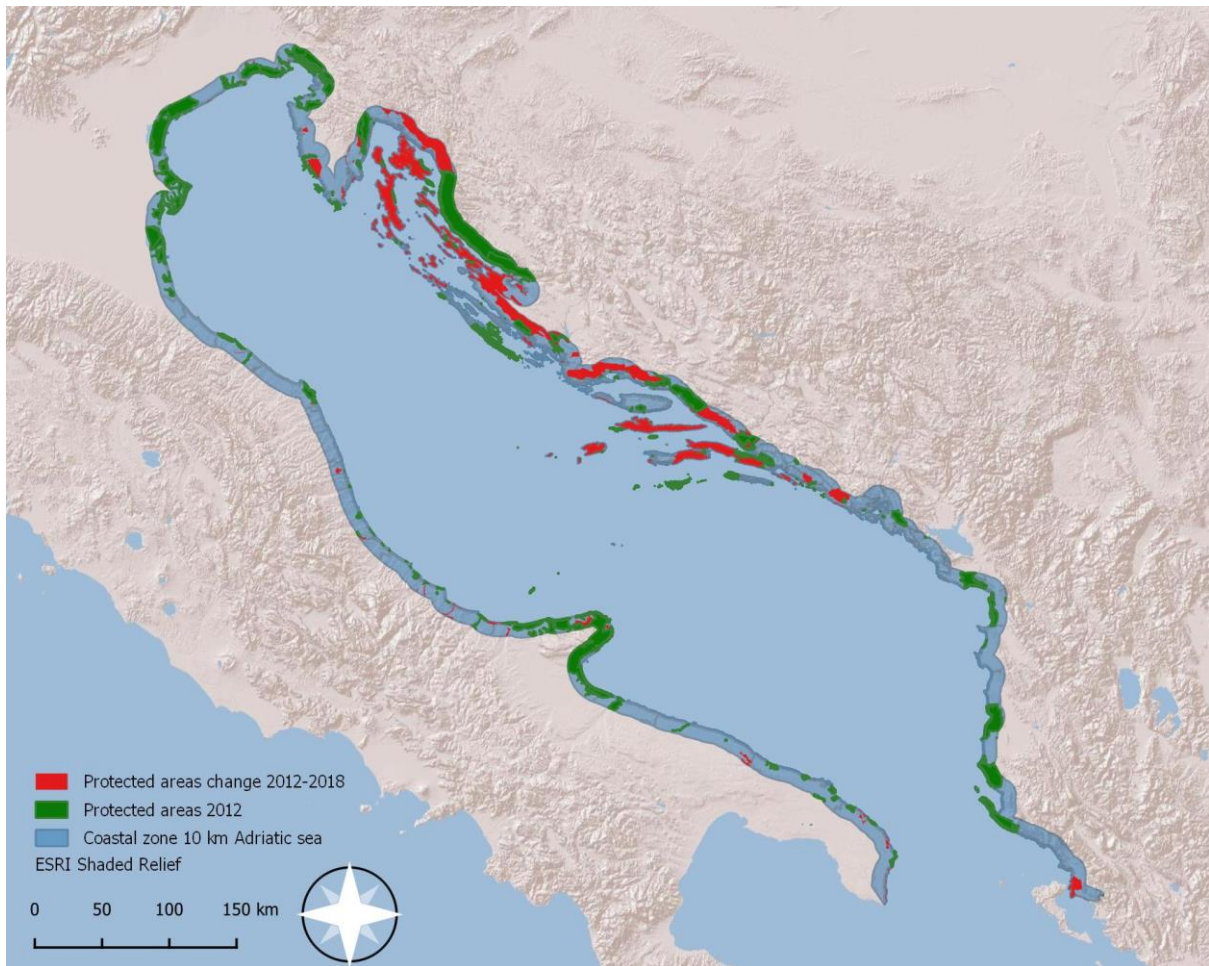 Protected areas change 2012-2018
Protected areas 2012
Coastal zone 10 km Adriatic sea
ESRI Shaded Relief
0 50 100 150 km